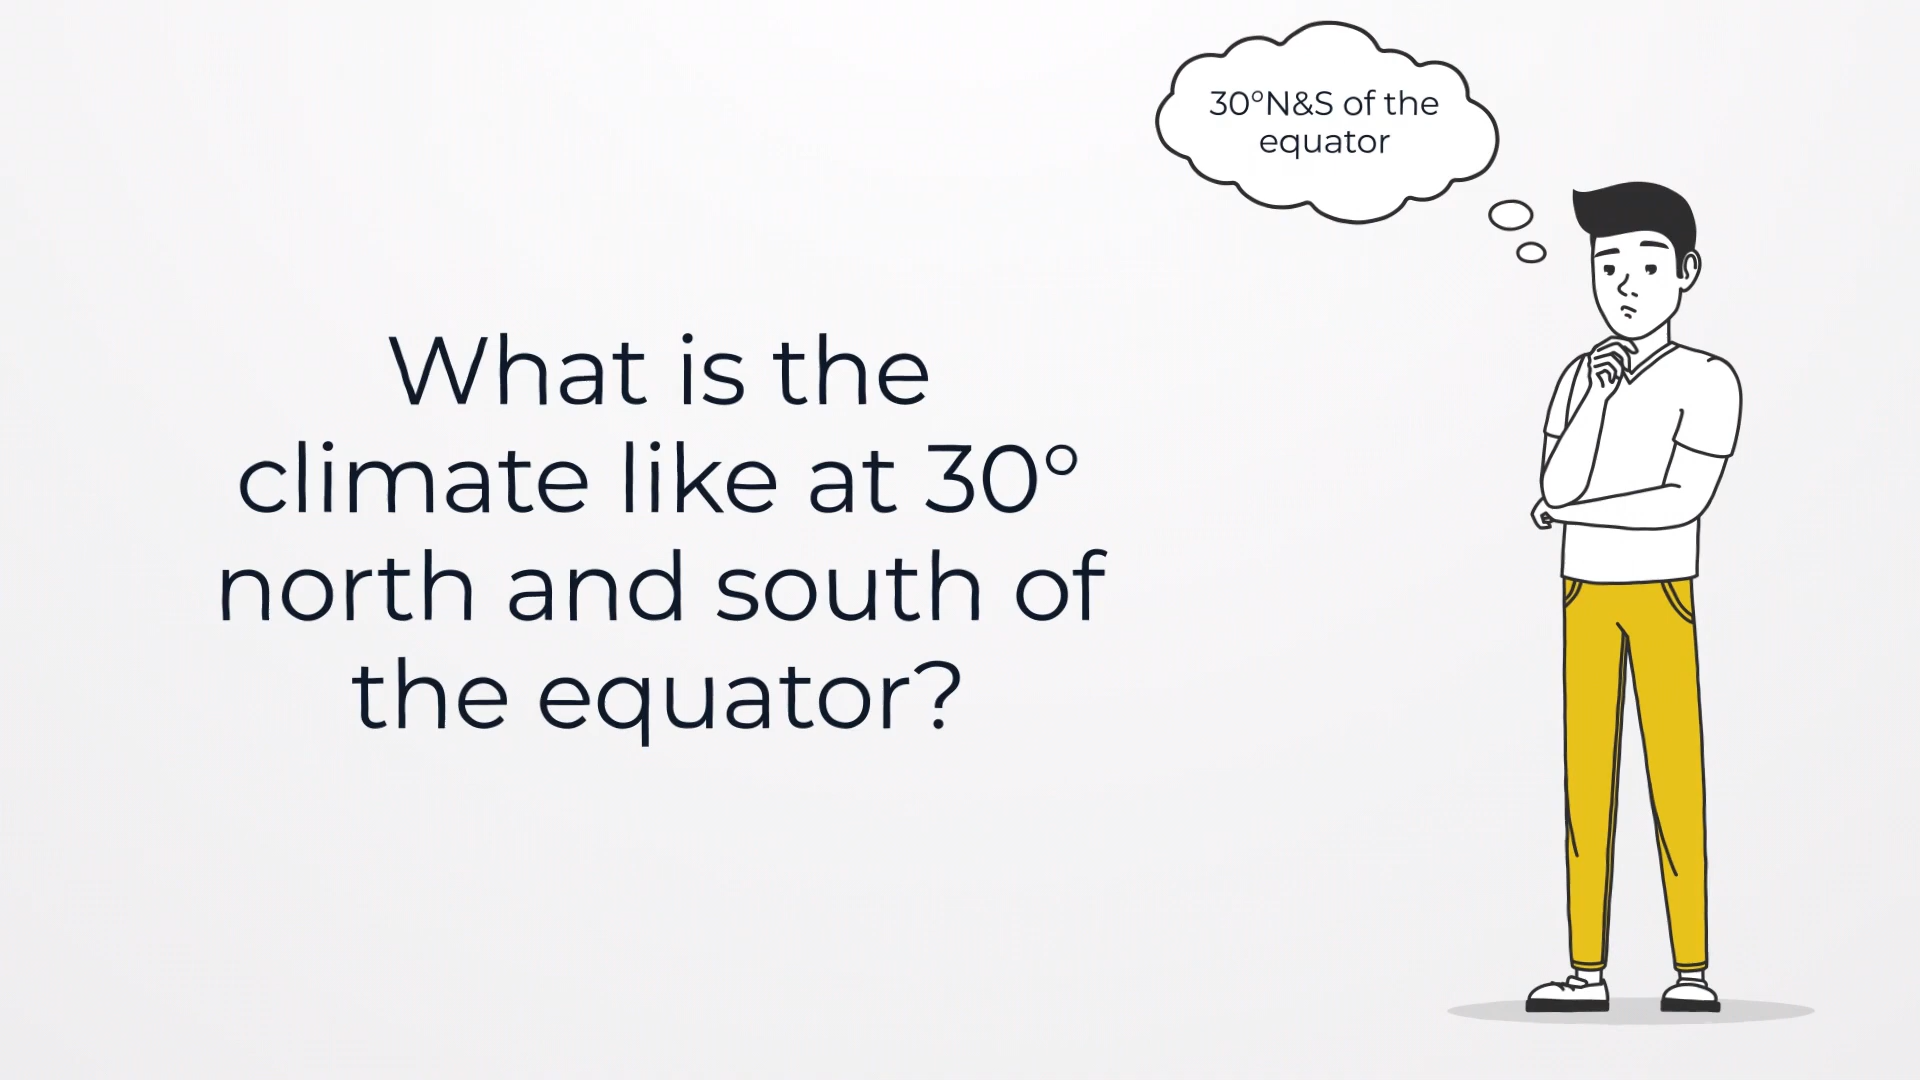 30°N&S of the
equator
What is the
climate like at 30°
north and south of
the equator?